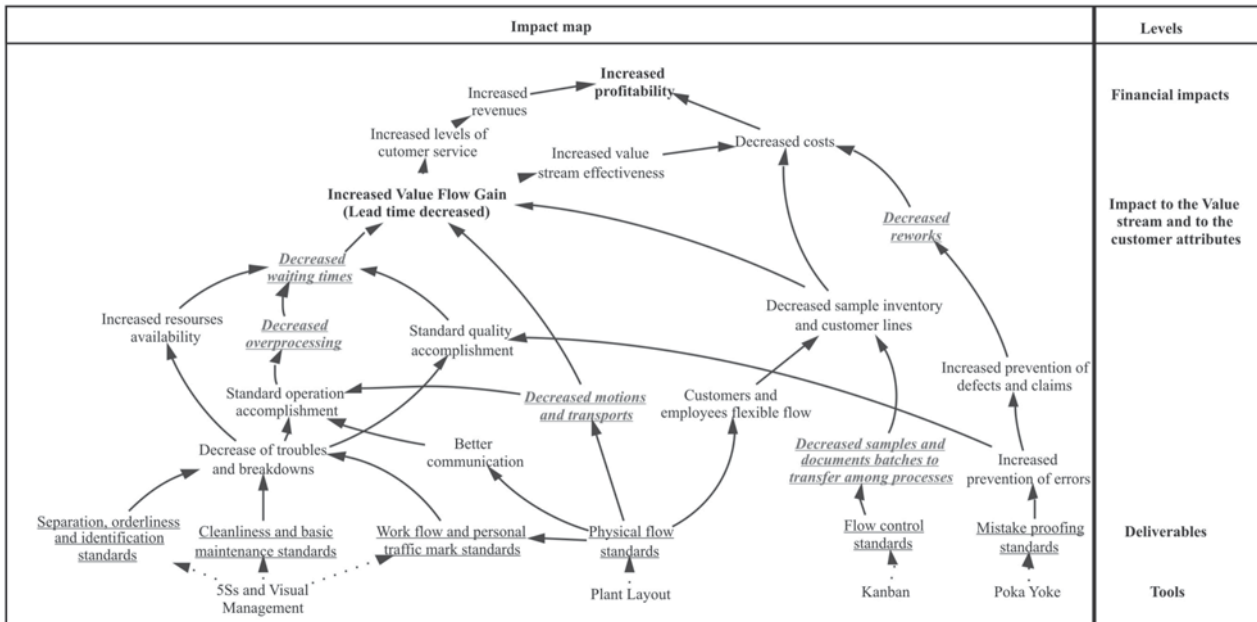 Impact map
Levels
Increased
profitability
Increased
revenues
Financial impacts
Increased levels of
cutomer service
Decreased costs
Increased value
stream effectiveness
Increased Value Flow Gain
(Lead time decreased)
Impact to the Value
stream and to the
customer attributes
Decreased
reworks
Decreased
waiting times
Increased resourses
availability
Decreased
overprocessing
Standard quality
accomplishment
Decreased sample inventory
and customer lines
Increased prevention of
defects and claims
Standard operation
accomplishment
Decreased motions
and transports
Customers and
employees flexible flow
Decrease of troubles
and breakdowns
Better
communication
Decreased samples and
documents batches to
transfer among processes
Increased
prevention of errors
Separation, orderliness
and identification
standards
Cleanliness and basic
maintenance standards
Work flow and personal
traffic mark standards
Physical flow
standards
Flow control
standards
Mistake proofing
standards
Deliverables
5Ss and Visual
Management
Plant Layout
Kanban
Poka Yoke
Tools